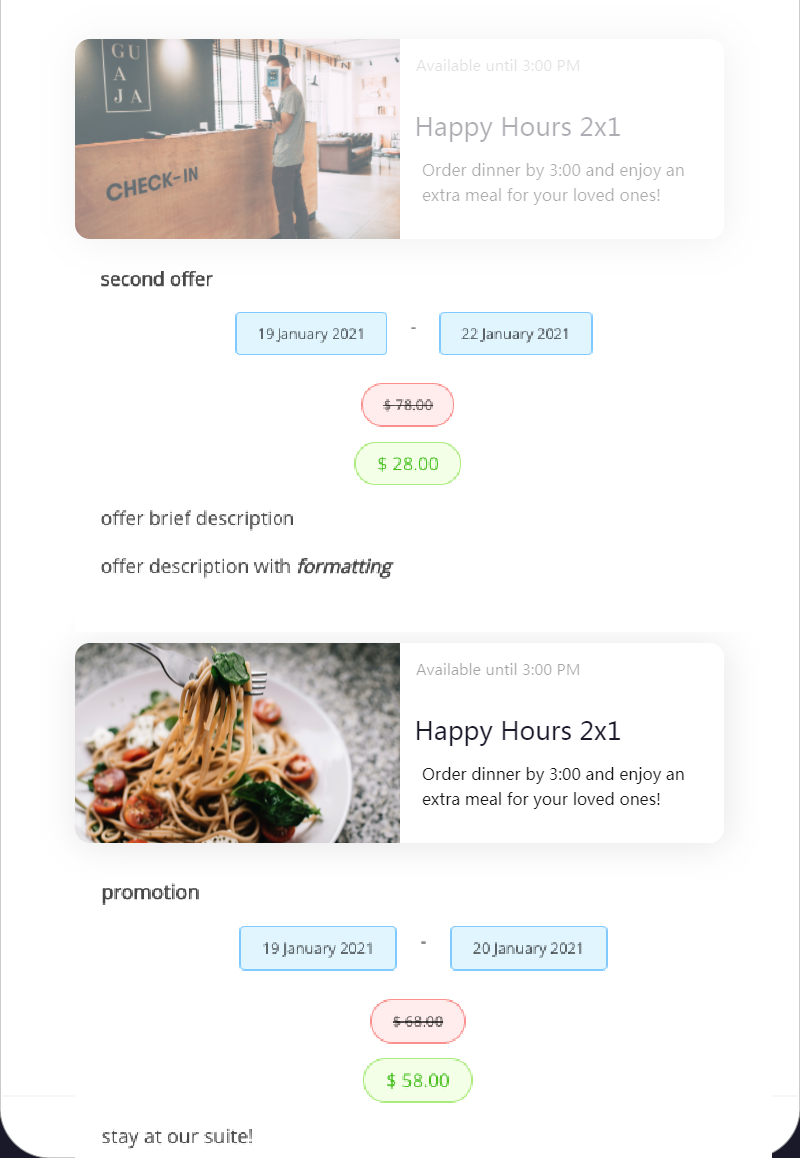 GU
A
JA
CHECK-IN
Available until 3:00 PM
Happy Hours 2x1
Order dinner by 3:00 and enjoy an
extra meal for your loved ones!
second offer
19 January 2021 - 22 January 2021
$ 78.00
$ 28.00
offer brief description
offer description with formatting
Available until 3:00 PM
Happy Hours 2x1
Order dinner by 3:00 and enjoy an
extra meal for your loved ones!
promotion
19 January 2021 - 20 January 2021
$ 68.00
$ 58.00
stay at our suite!